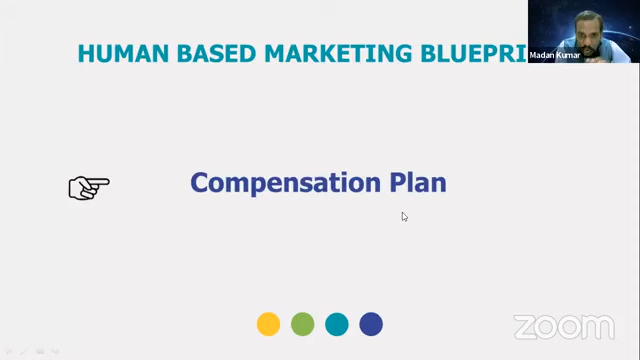 HUMAN BASED MARKETING BLUEPRI
Madan Kumar
Compensation Plan
zoom